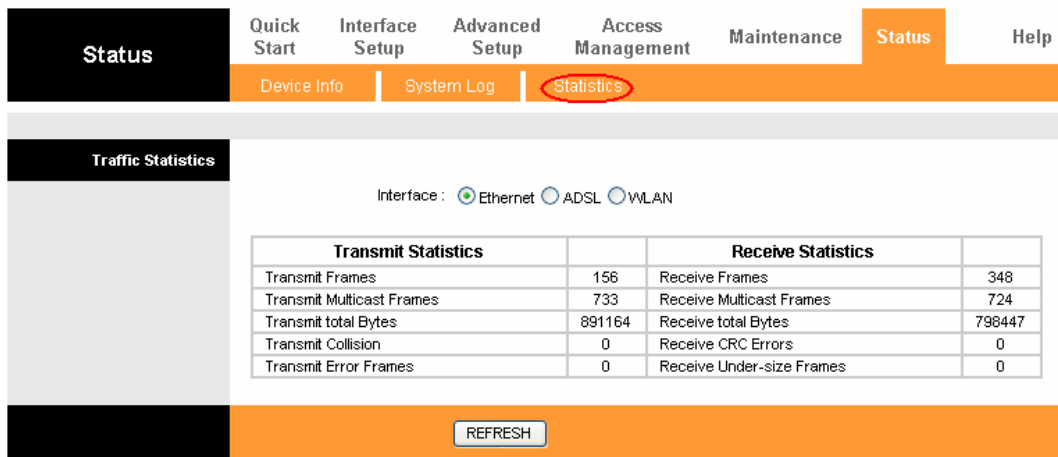 Status
Quick Start
Interface Setup
Advanced Setup
Access Management
Maintenance
Status
Help
Device Info
System Log
Statistics
Traffic Statistics
Interface : Ethernet ADSL WLAN
Transmit Statistics Receive Statistics
Transmit Frames 156 Receive Frames 348
Transmit Multicast Frames 733 Receive Multicast Frames 724
Transmit total Bytes 891164 Receive total Bytes 798447
Transmit Collision 0 Receive CRC Errors 0
Transmit Error Frames 0 Receive Under-size Frames 0
REFRESH